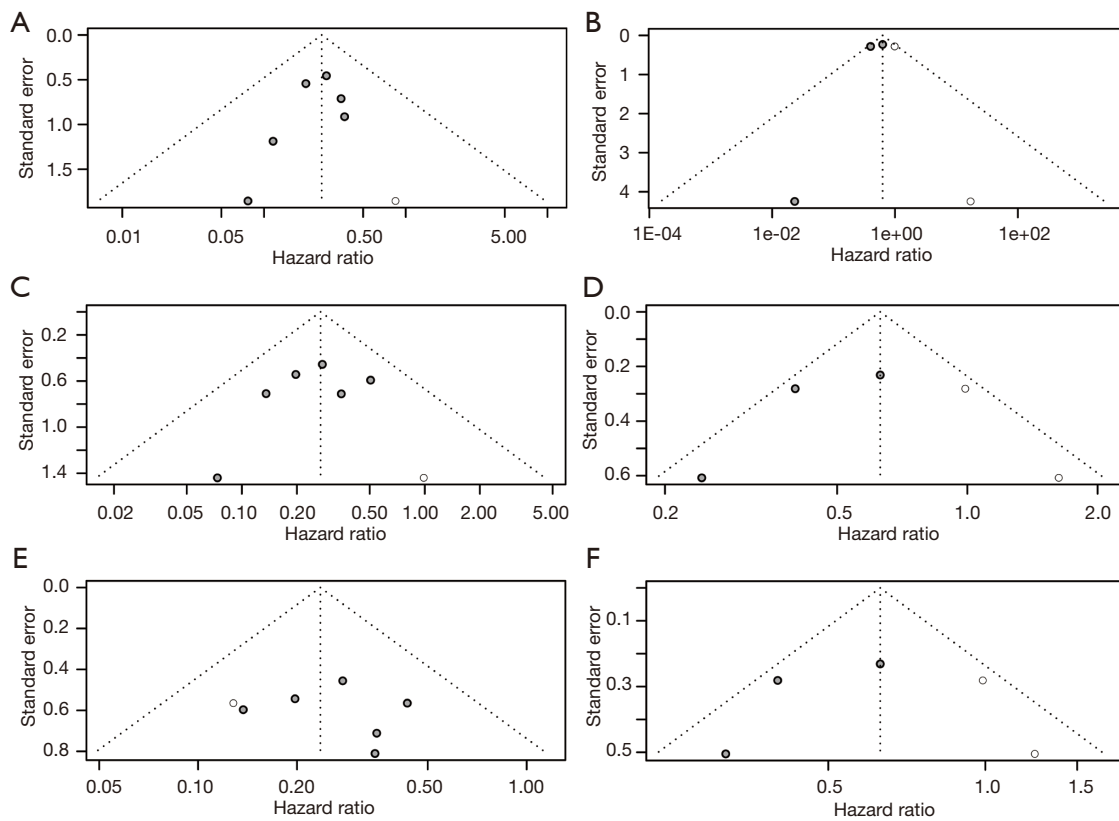 A
Standard error
0.0
0.5
1.0
1.5
0.01 0.05 0.50 5.00
Hazard ratio
B
Standard error
0
1
2
3
4
1E-04 1e-02 1e+00 1e+02
Hazard ratio
C
Standard error
0.2
0.6
1.0
1.4
0.02 0.05 0.10 0.20 0.50 1.00 2.00 5.00
Hazard ratio
D
Standard error
0.0
0.2
0.4
0.6
0.2 0.5 1.0 2.0
Hazard ratio
E
Standard error
0.0
0.2
0.4
0.6
0.8
0.05 0.10 0.20 0.50 1.00
Hazard ratio
F
Standard error
0.1
0.3
0.5
0.5 1.0 1.5
Hazard ratio